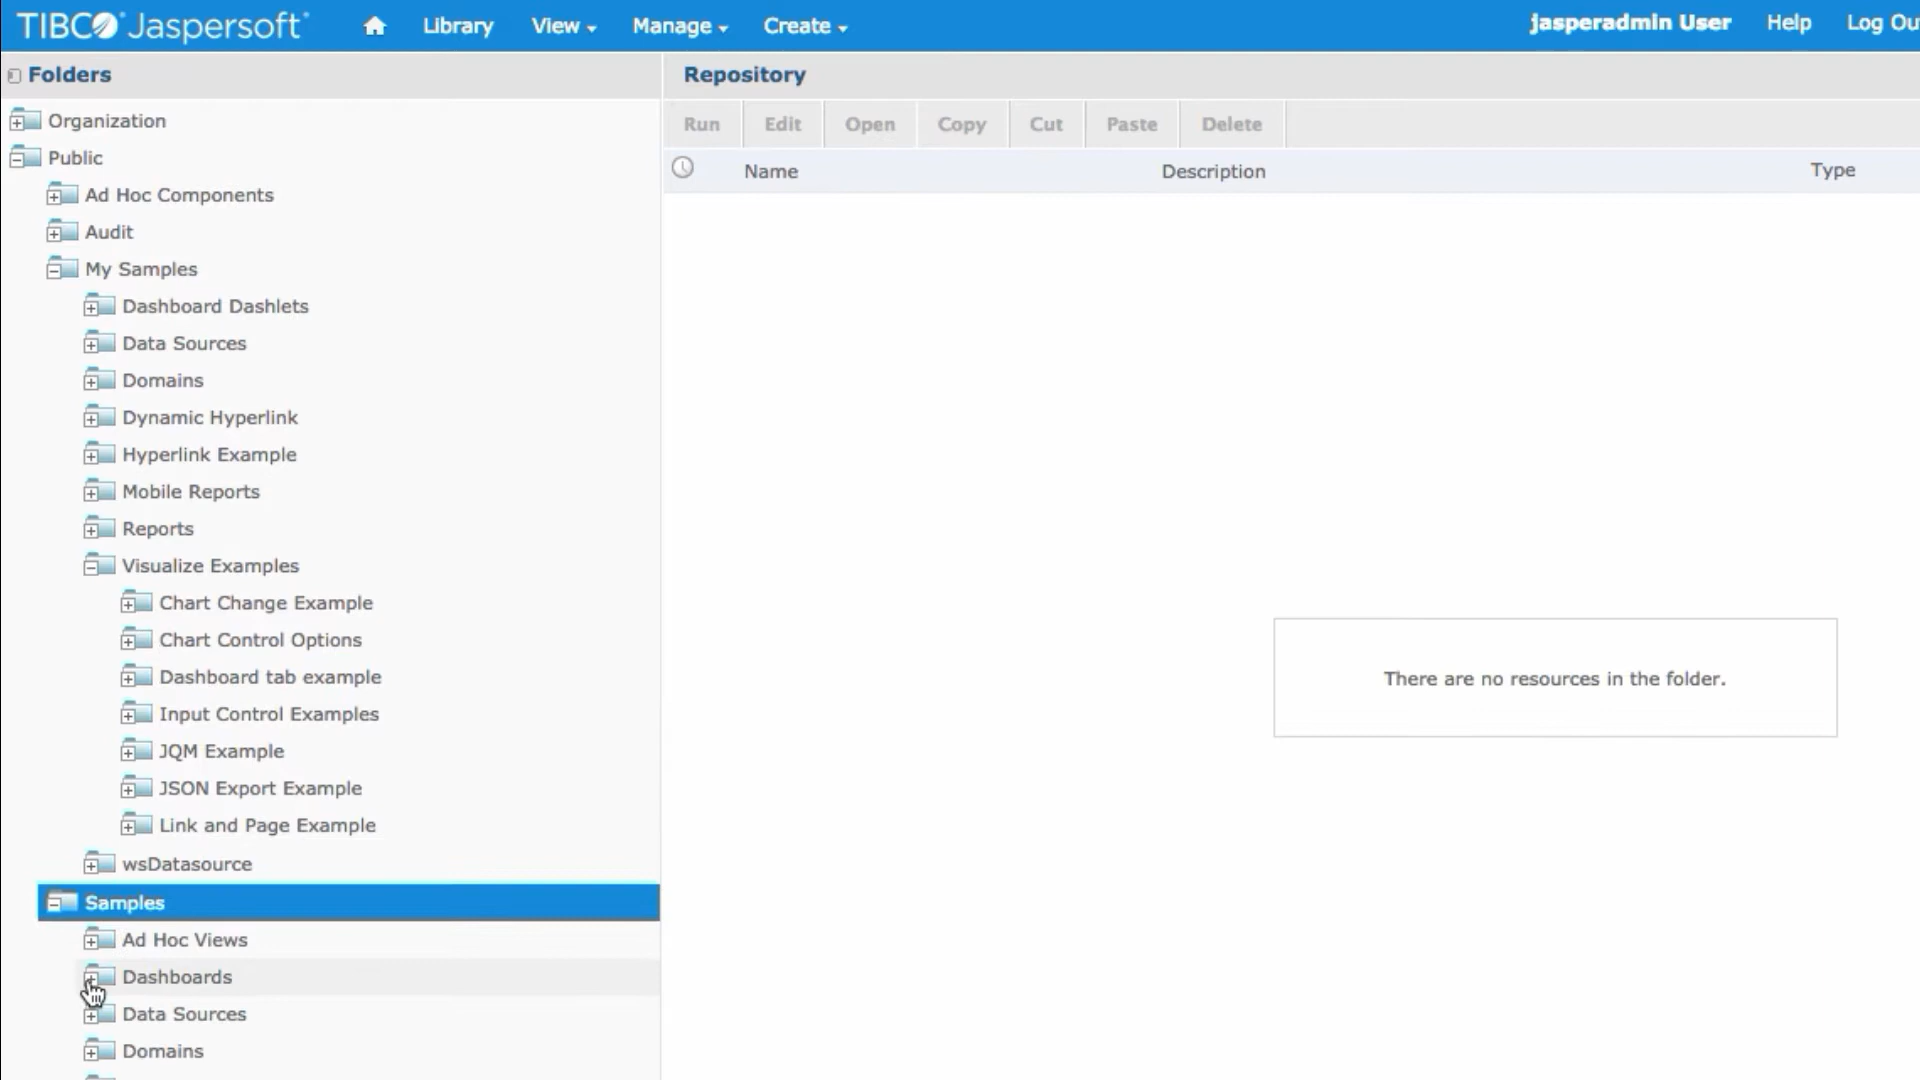 TIBCO Jaspersoft® Library View Manage Create jasperadmin User Help Log Ou
Folders
Repository
Run Edit Open Copy Cut Paste Delete
Name Description Type
Organization
Public
Ad Hoc Components
Audit
My Samples
Dashboard Dashlets
Data Sources
Domains
Dynamic Hyperlink
Hyperlink Example
Mobile Reports
Reports
Visualize Examples
Chart Change Example
Chart Control Options
Dashboard tab example
Input Control Examples
JQM Example
JSON Export Example
Link and Page Example
wsDatasource
Samples
Ad Hoc Views
Dashboards
Data Sources
Domains
There are no resources in the folder.